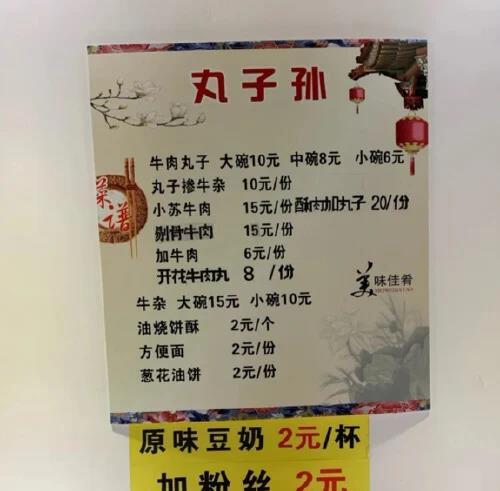 丸子孙
牛肉丸子 大碗10元 中碗8元 小碗6元
丸子掺牛杂 10元/份
小苏牛肉 15元/份 酥肉加丸子 20/份
剔骨牛肉 15元/份
加牛肉 6元/份
开花牛肉丸 8 /份
牛杂 大碗15元 小碗10元
油烧饼酥 2元/个
方便面 2元/份
葱花油饼 2元/份
菜谱
美味佳肴
原味豆奶 2元/杯
加粉丝 2元